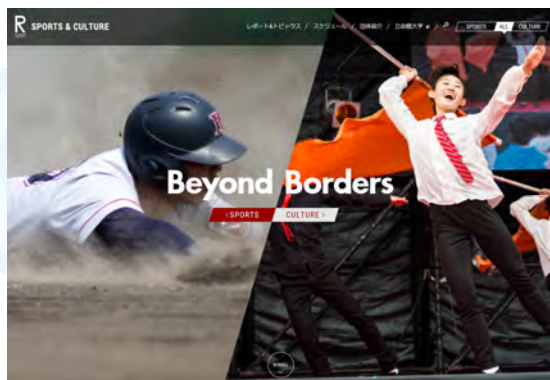 R SPORTS & CULTURE
レポート&トピックス / スケジュール / 団体紹介 / 立命館大学
SPORTS ALL CULTURE
Beyond Borders
<SPORTS CULTURE>
SCROLL